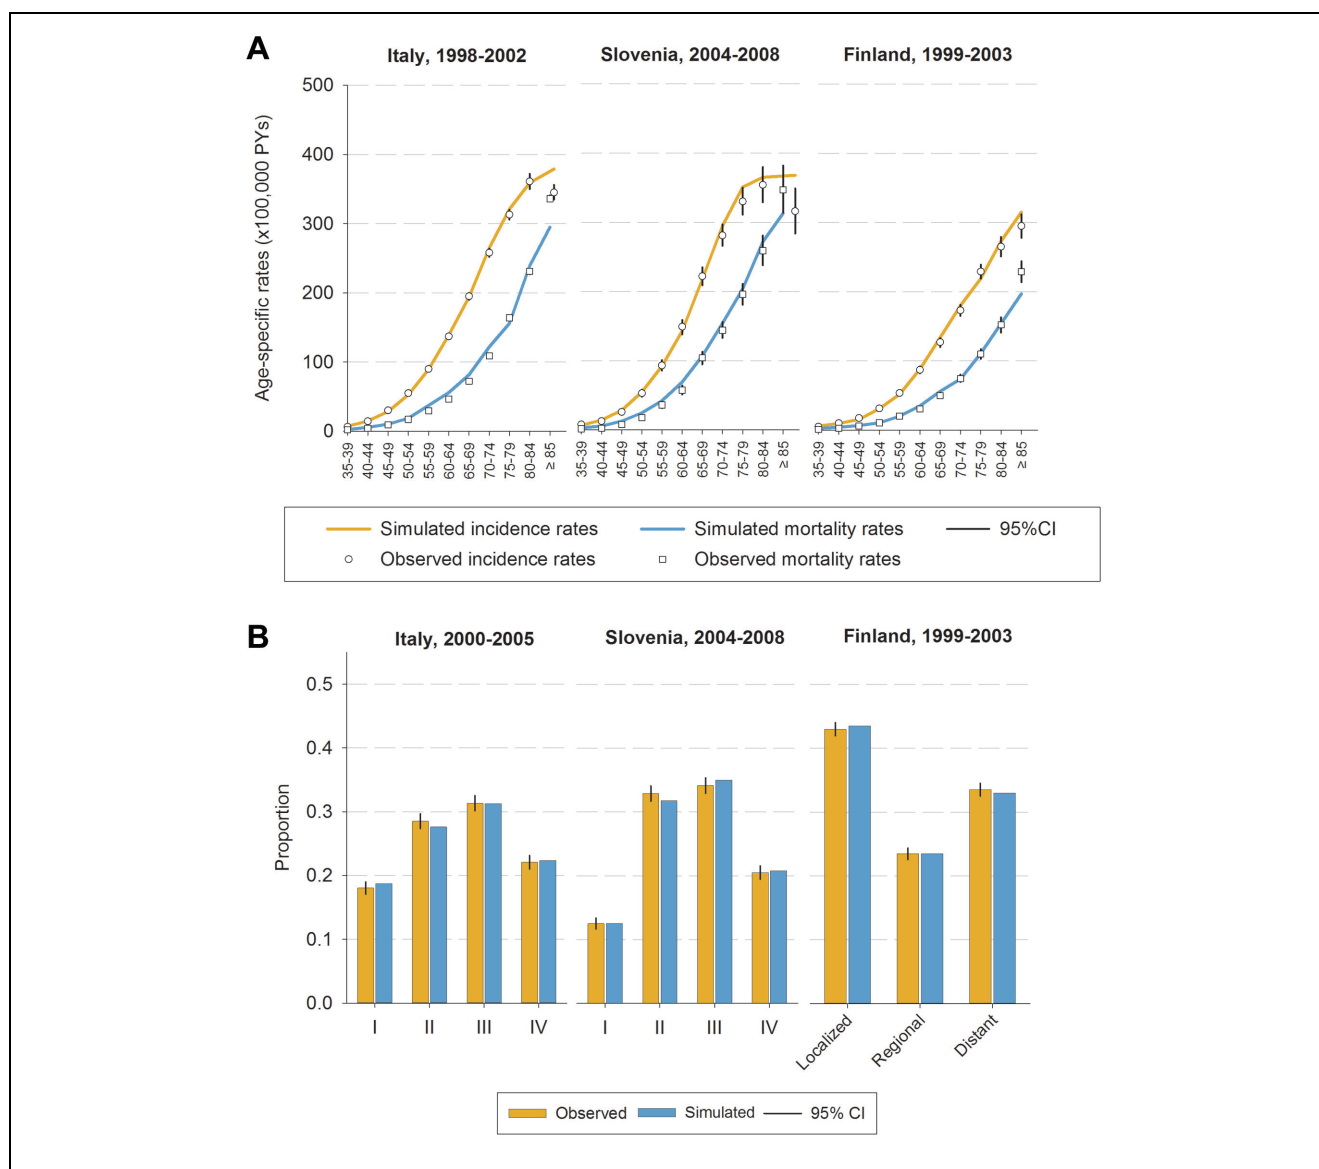 A
Italy, 1998-2002
Slovenia, 2004-2008
Finland, 1999-2003
Age-specific rates (x100,000 PYs)
500
400
300
200
100
0
35-39 40-44 45-49 50-54 55-59 60-64 65-69 70-74 75-79 80-84 ≥ 85
35-39 40-44 45-49 50-54 55-59 60-64 65-69 70-74 75-79 80-84 ≥ 85
35-39 40-44 45-49 50-54 55-59 60-64 65-69 70-74 75-79 80-84 ≥ 85
Simulated incidence rates Simulated mortality rates 95%CI
Observed incidence rates Observed mortality rates
B
Italy, 2000-2005
Slovenia, 2004-2008
Finland, 1999-2003
Proportion
0.5
0.4
0.3
0.2
0.1
0.0
I II III IV
I II III IV
Localized Regional Distant
Observed Simulated 95% CI